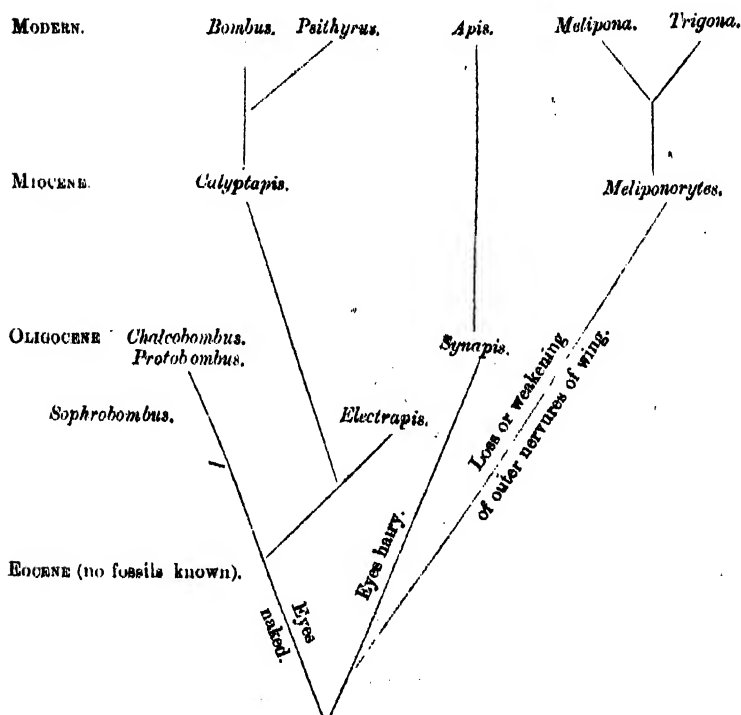 MODERN. Bombus. Psithyrus. Apis. Melipona. Trigona.
MIOCENE. Calyptapis. Meliponorytes.
OLIGOCENE Chalcobombus. Synapis.
Protobombus.
Sophrobombus. Electrapis.
Loss or weakening
of outer nervures of wing.
Eyes hairy.
EOCENE (no fossils known).
Eyes
naked.